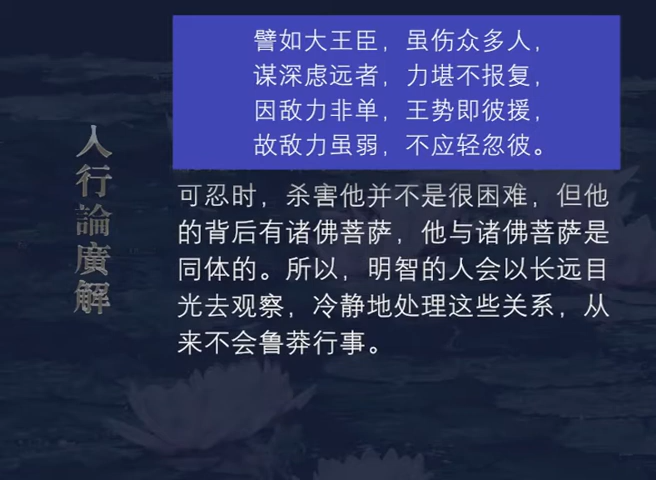 譬如大王臣，虽伤众多人，
谋深虑远者，力堪不报复，
因敌力非单，王势即彼援，
故敌力虽弱，不应轻忽彼。
可忍时，杀害他并不是很困难，但他
的背后有诸佛菩萨，他与诸佛菩萨是
同体的。所以，明智的人会以长远目
光去观察，冷静地处理这些关系，从
来不会鲁莽行事。
入行論廣解